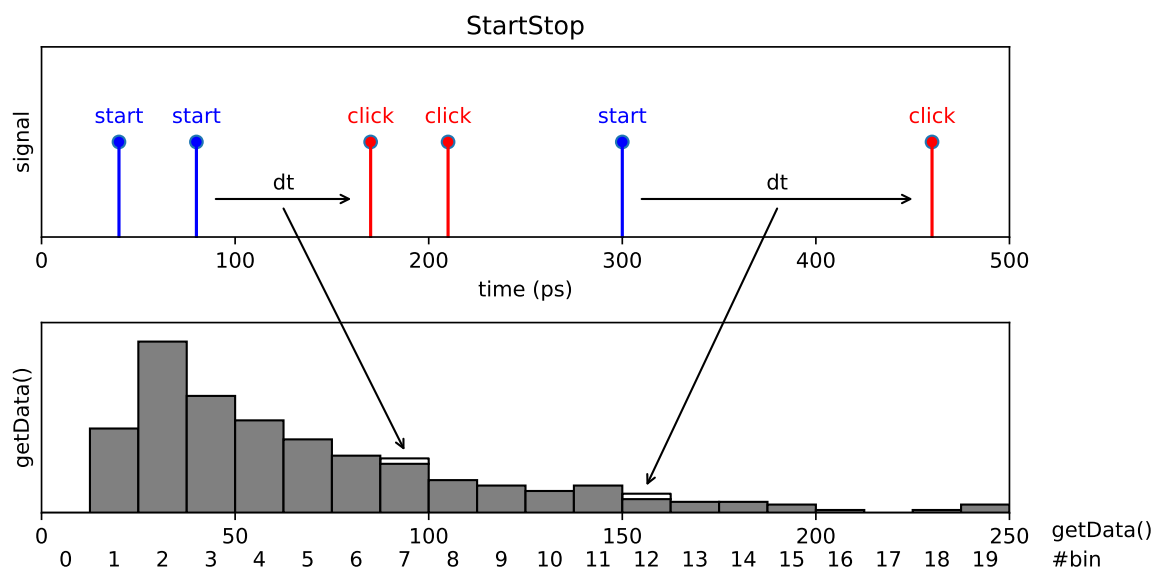 StartStop
signal
start start click click start click
dt dt
0 100 200 300 400 500
time (ps)
getData()
0 50 100 150 200 250 getData()
0 1 2 3 4 5 6 7 8 9 10 11 12 13 14 15 16 17 18 19 #bin